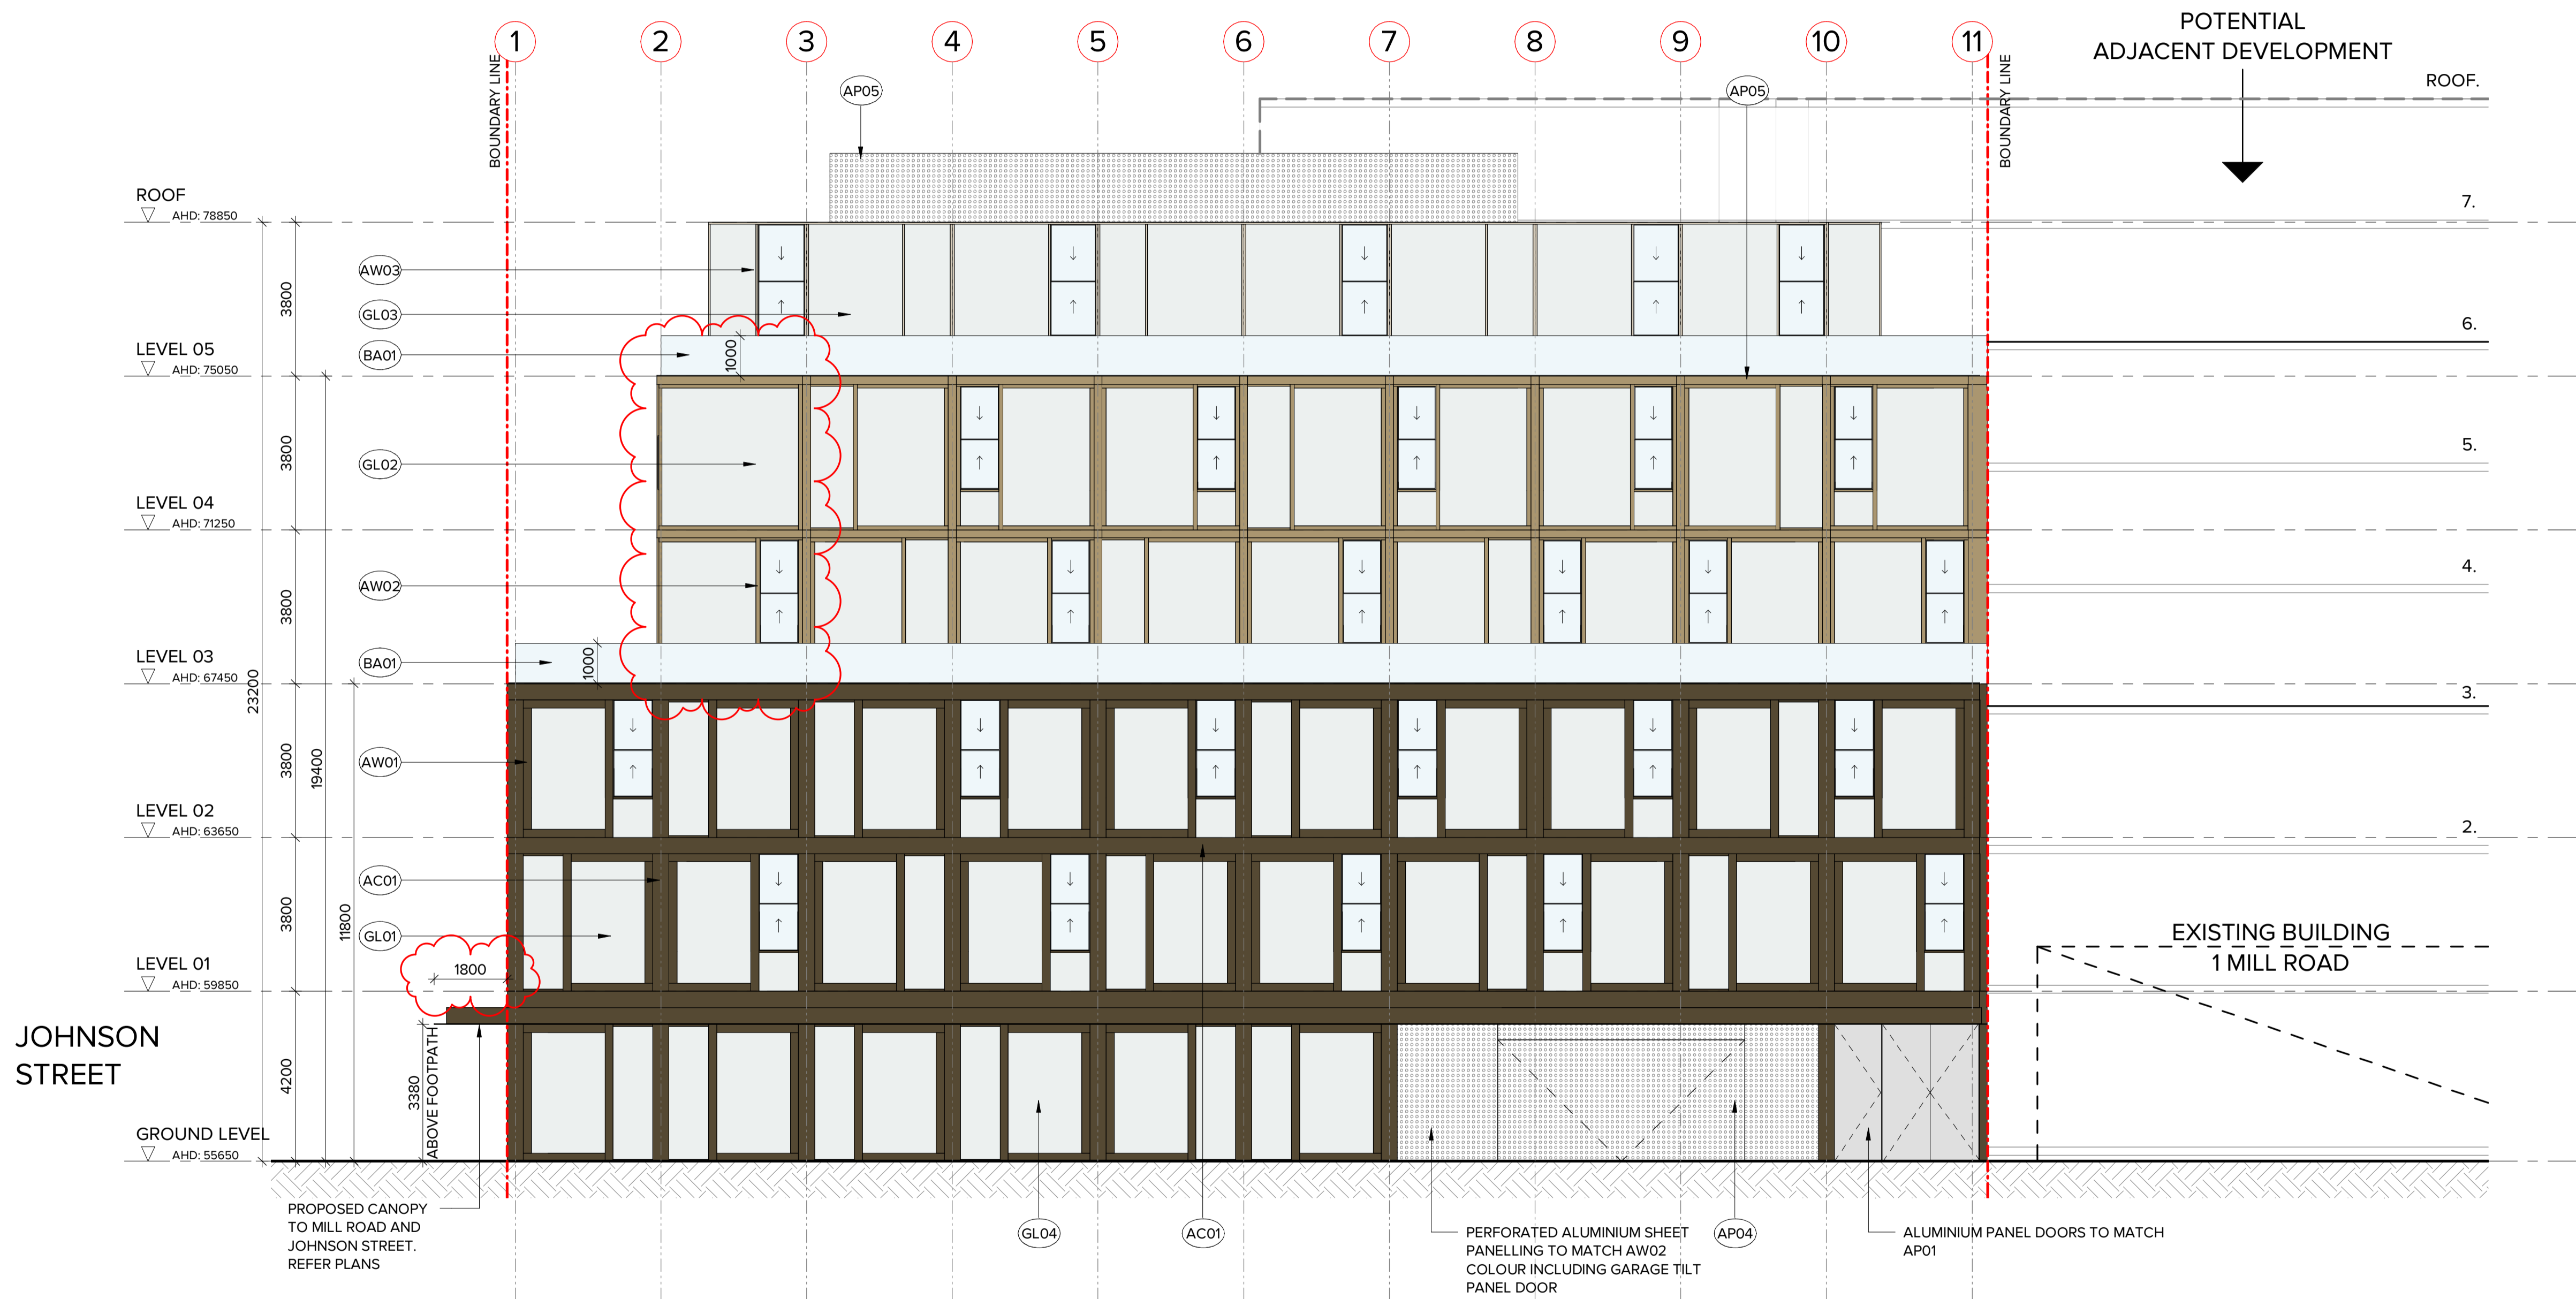 1
2
3
4
5
6
7
8
9
10
11
POTENTIAL
ADJACENT DEVELOPMENT
BOUNDARY LINE
BOUNDARY LINE
ROOF.
AP05
AP05
ROOF
AHD: 78850
7.
AW03
3800
GL03
6.
LEVEL 05
AHD: 75050
BA01
1000
5.
3800
GL02
LEVEL 04
AHD: 71250
4.
AW02
3800
LEVEL 03
AHD: 67450
BA01
1000
23200
3.
AW01
3800
19400
LEVEL 02
AHD: 63650
2.
AC01
3800
11800
GL01
EXISTING BUILDING
1 MILL ROAD
LEVEL 01
AHD: 59850
1800
JOHNSON
STREET
4200
3380
ABOVE FOOTPATH
GROUND LEVEL
AHD: 55650
PROPOSED CANOPY
TO MILL ROAD AND
JOHNSON STREET.
REFER PLANS
GL04
AC01
PERFORATED ALUMINIUM SHEET
PANELLING TO MATCH AW02
COLOUR INCLUDING GARAGE TILT
PANEL DOOR
AP04
ALUMINIUM PANEL DOORS TO MATCH
AP01